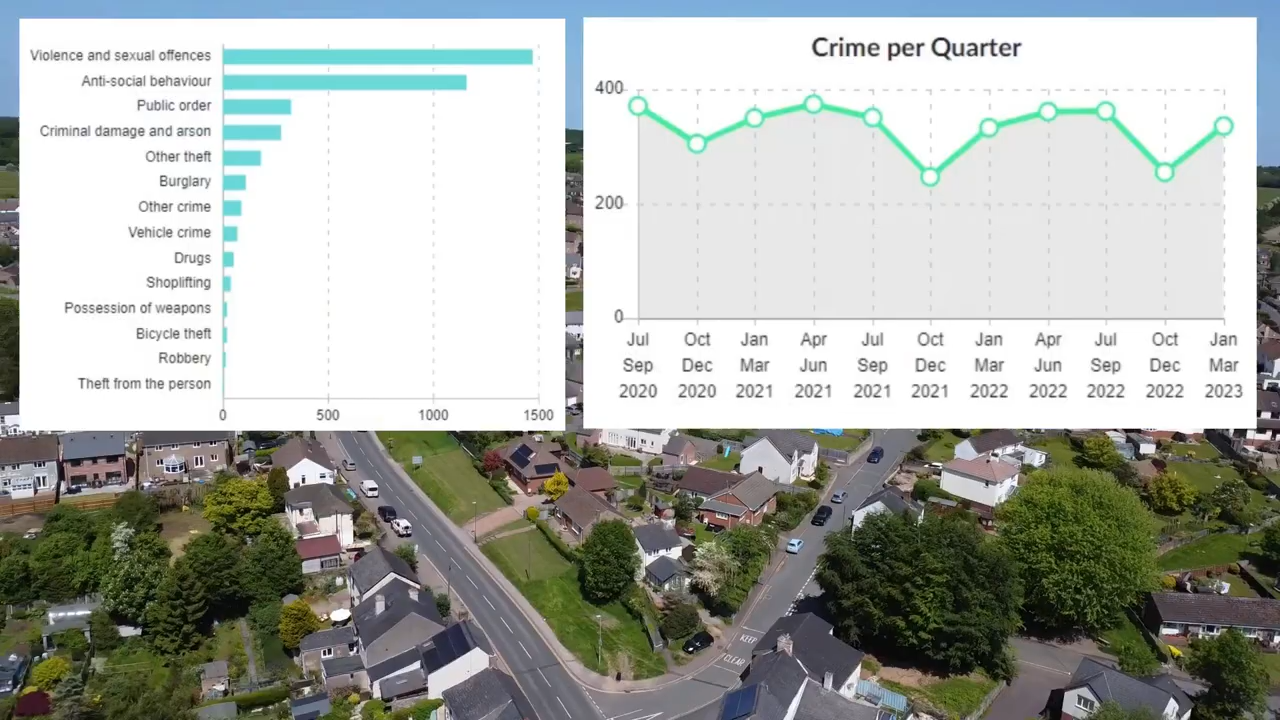 Violence and sexual offences
Anti-social behaviour
Public order
Criminal damage and arson
Other theft
Burglary
Other crime
Vehicle crime
Drugs
Shoplifting
Possession of weapons
Bicycle theft
Robbery
Theft from the person
0 500 1000 1500
Crime per Quarter
400
200
0
Jul Oct Jan Apr Jul Oct Jan Apr Jul Oct Jan
Sep Dec Mar Jun Sep Dec Mar Jun Sep Dec Mar
2020 2020 2021 2021 2021 2021 2022 2022 2022 2022 2023
KEEP
CLEAR